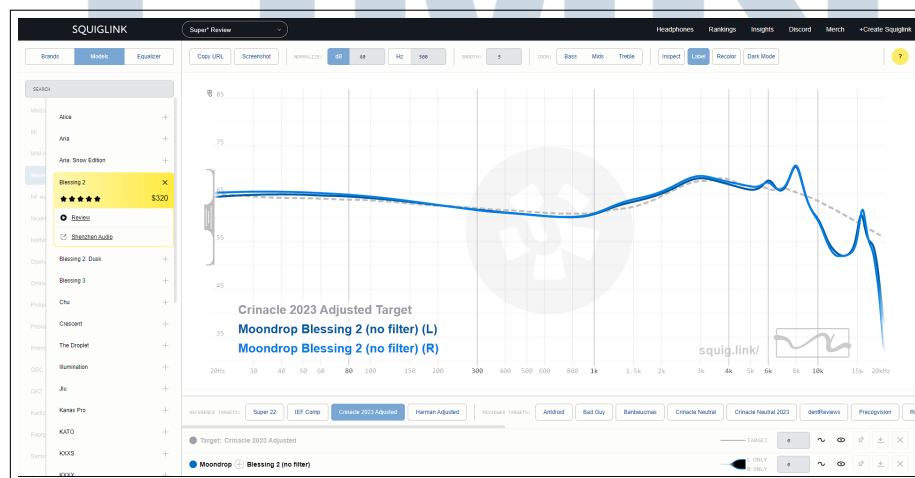 SQUIGLINK
Super* Review
Headphones Rankings Insights Discord Merch +Create Squiglink
Brands Models Equalizer
Copy URL Screenshot NORMALIZE: dB 60 Hz 500 SMOOTH: 5 ZOOM: Bass Mids Treble Inspect Label Recolor Dark Mode ?
SEARCH
Alice +
Aria +
Aria: Snow Edition +
Blessing 2 ×
★★★★★ $320
Review
Shenzhen Audio
Blessing 2: Dusk +
Blessing 3 +
Chu +
Crescent +
The Droplet +
Illumination +
Jiu +
Kanas Pro +
KATO +
KXXS +
KXXX +
dB 85
75
65
55
45
35
Crinacle 2023 Adjusted Target
Moondrop Blessing 2 (no filter) (L)
Moondrop Blessing 2 (no filter) (R)
squig.link/
20Hz 30 40 50 60 80 100 150 200 300 400 500 600 800 1k 1.5k 2k 3k 4k 5k 6k 8k 10k 15k 20kHz
REFERENCE TARGETS: Super 22 IEF Comp Crinacle 2023 Adjusted Harman Adjusted REVIEWER TARGETS: Antdroid Bad Guy Banbeucmas Crinacle Neutral Crinacle Neutral 2023 dentReviews Precogvision
Target: Crinacle 2023 Adjusted TARGET 0
Moondrop + Blessing 2 (no filter) L ONLY R ONLY 0